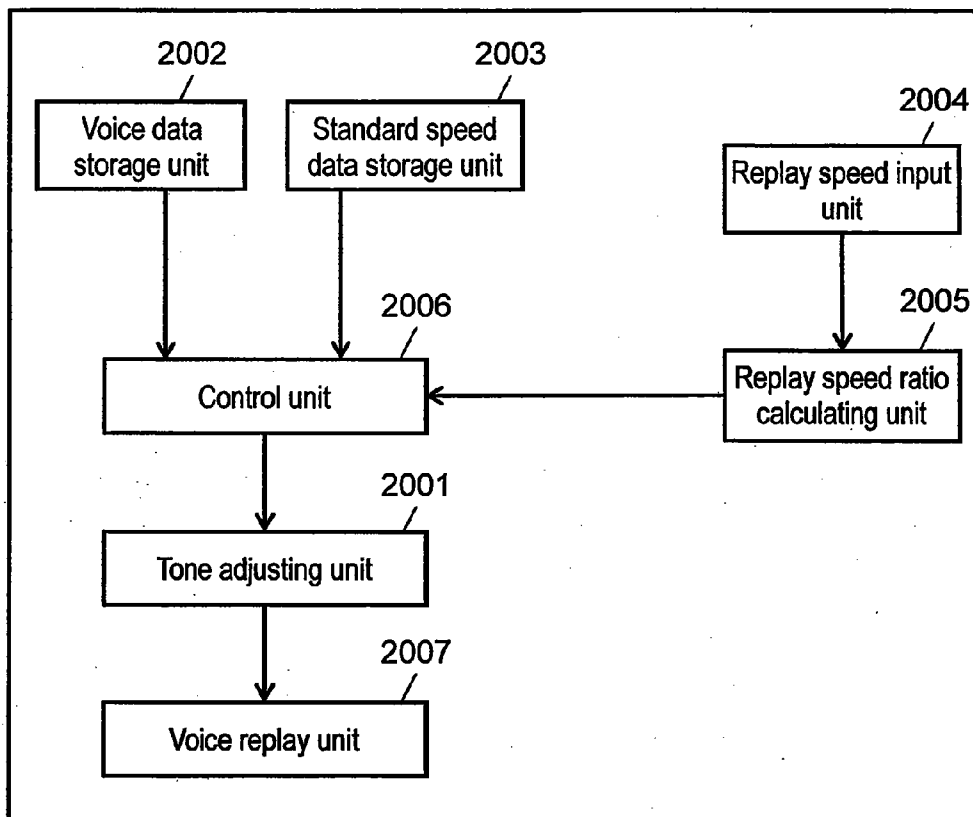 2002
Voice data
storage unit
2003
Standard speed
data storage unit
2004
Replay speed input
unit
2006
Control unit
2005
Replay speed ratio
calculating unit
2001
Tone adjusting unit
2007
Voice replay unit